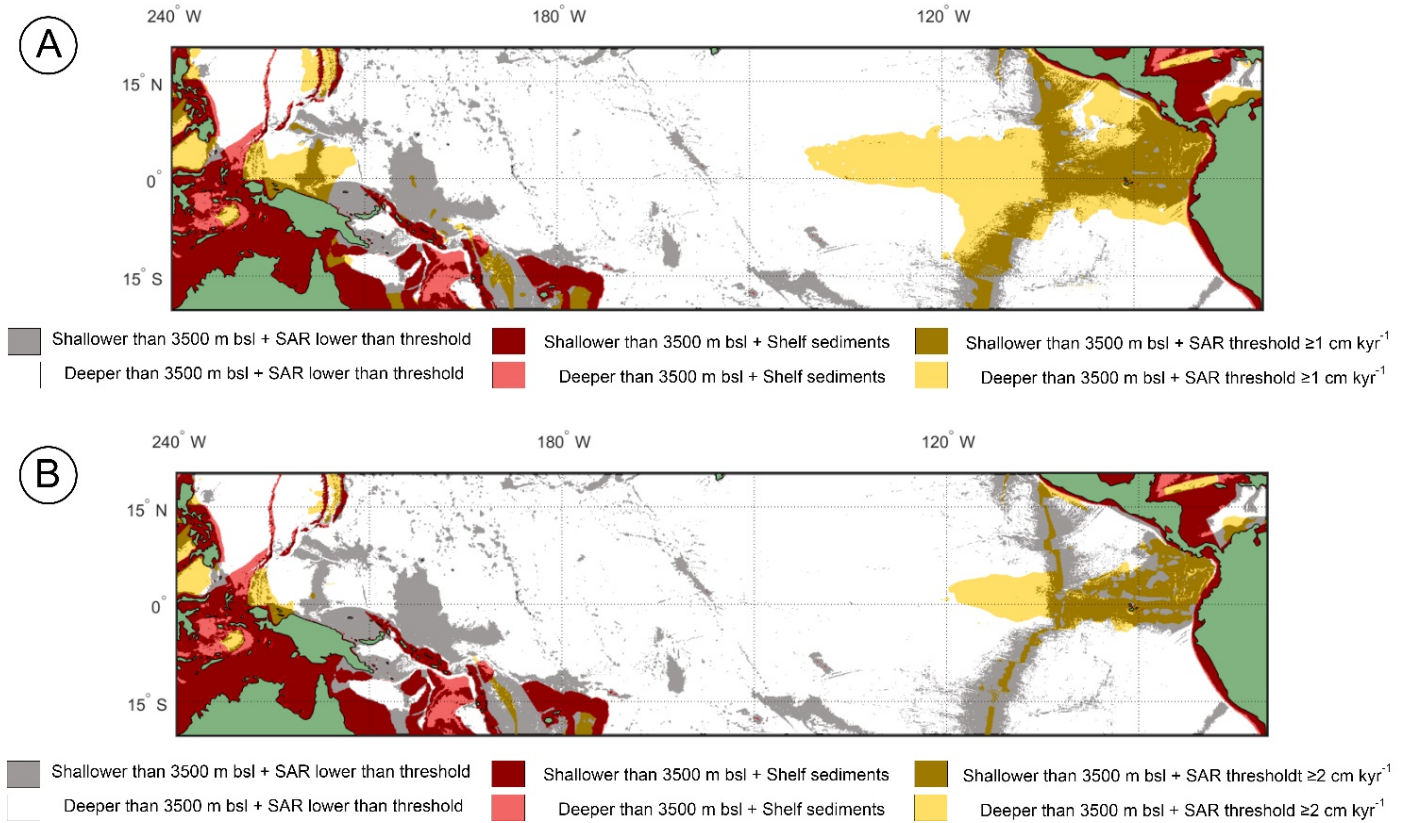 240° W 180° W 120° W
A
15° N
0°
15° S
Shallower than 3500 m bsl + SAR lower than threshold Shallower than 3500 m bsl + Shelf sediments Shallower than 3500 m bsl + SAR threshold ≥1 cm kyr⁻¹
Deeper than 3500 m bsl + SAR lower than threshold Deeper than 3500 m bsl + Shelf sediments Deeper than 3500 m bsl + SAR threshold ≥1 cm kyr⁻¹
240° W 180° W 120° W
B
15° N
0°
15° S
Shallower than 3500 m bsl + SAR lower than threshold Shallower than 3500 m bsl + Shelf sediments Shallower than 3500 m bsl + SAR thresholdt ≥2 cm kyr⁻¹
Deeper than 3500 m bsl + SAR lower than threshold Deeper than 3500 m bsl + Shelf sediments Deeper than 3500 m bsl + SAR threshold ≥2 cm kyr⁻¹